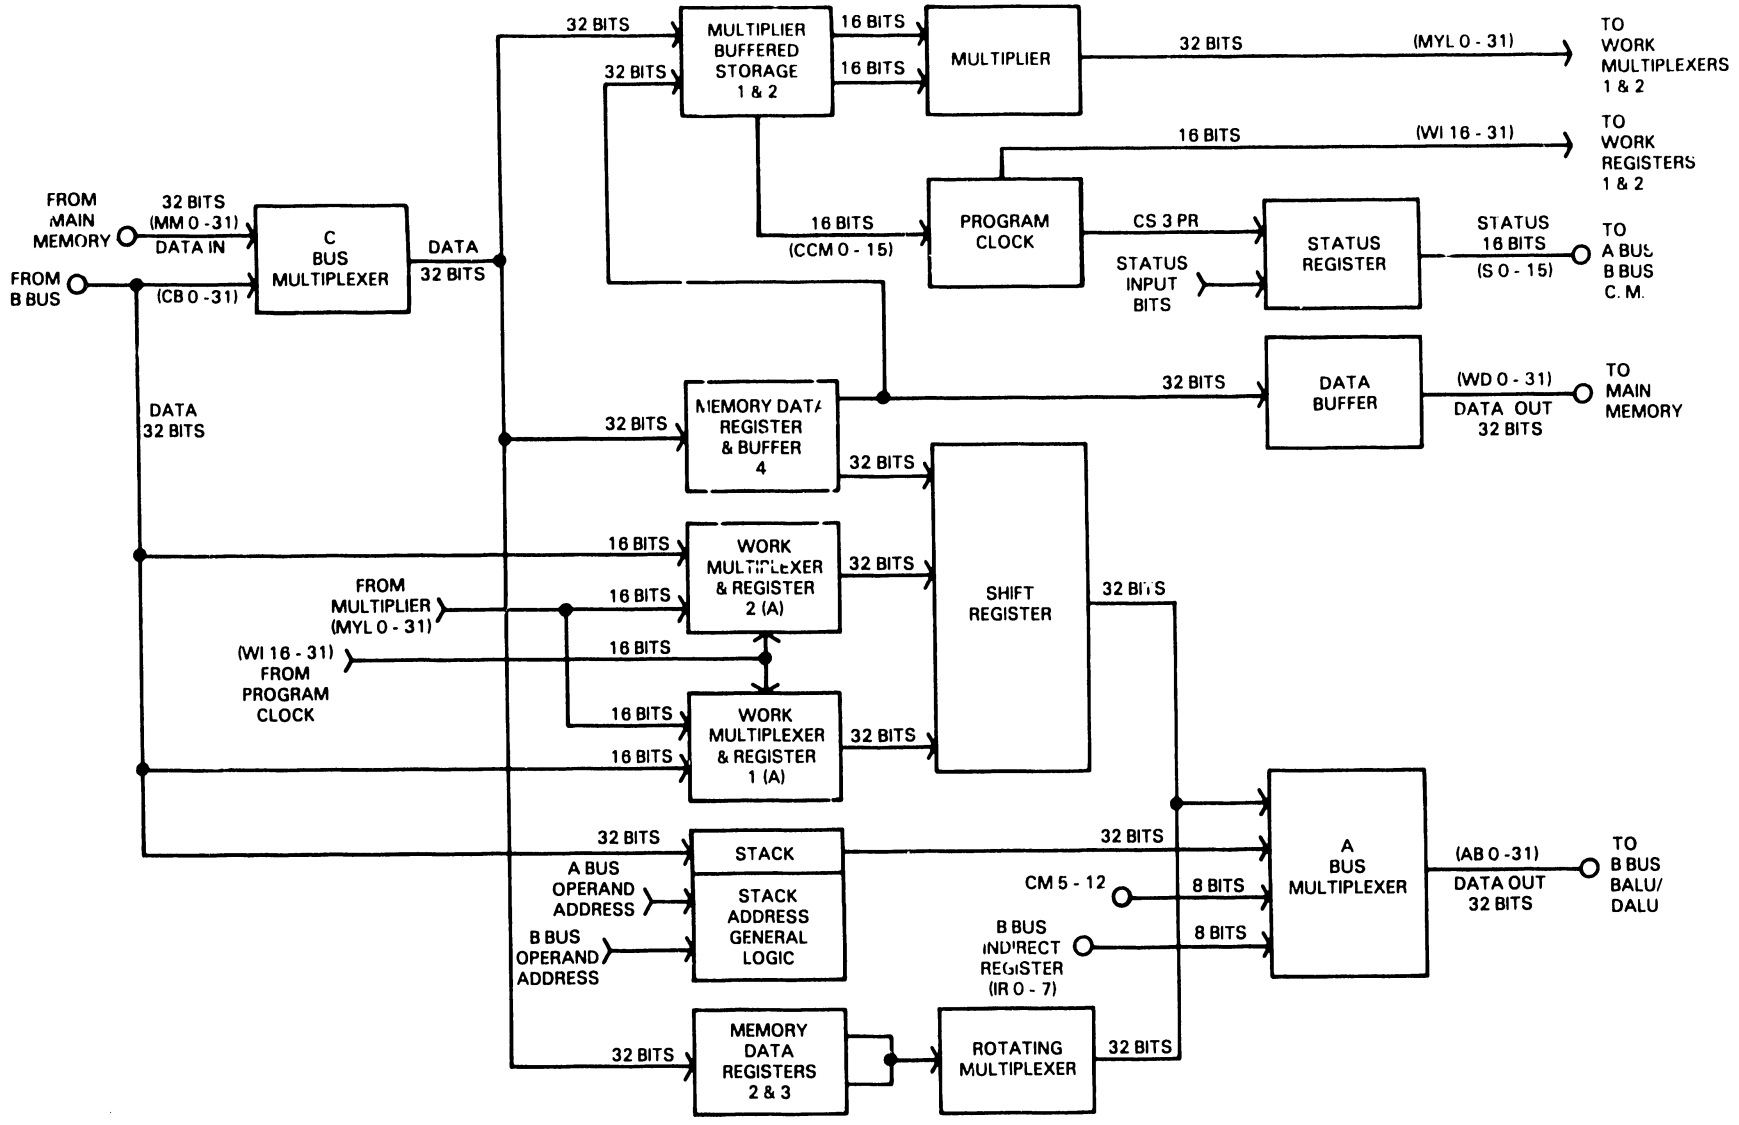 32 BITS
MULTIPLIER
BUFFERED
STORAGE
1 & 2
32 BITS
16 BITS
16 BITS
MULTIPLIER
32 BITS
(MYL 0 - 31)
TO
WORK
MULTIPLEXERS
1 & 2
16 BITS
(WI 16 - 31)
TO
WORK
REGISTERS
1 & 2
FROM
MAIN
MEMORY
32 BITS
(MM 0 - 31)
DATA IN
FROM
B BUS
(CB 0 - 31)
C
BUS
MULTIPLEXER
DATA
32 BITS
16 BITS
(CCM 0 - 15)
PROGRAM
CLOCK
CS 3 PR
STATUS
INPUT
BITS
STATUS
REGISTER
STATUS
16 BITS
(S 0 - 15)
TO
A BUS
B BUS
C. M.
DATA
32 BITS
32 BITS
MEMORY DATA
REGISTER
& BUFFER
4
32 BITS
DATA
BUFFER
(WD 0 - 31)
DATA OUT
32 BITS
TO
MAIN
MEMORY
32 BITS
16 BITS
WORK
MULTIPLEXER
& REGISTER
2 (A)
32 BITS
FROM
MULTIPLIER
(MYL 0 - 31)
16 BITS
(WI 16 - 31)
FROM
PROGRAM
CLOCK
16 BITS
SHIFT
REGISTER
32 BITS
16 BITS
WORK
MULTIPLEXER
& REGISTER
1 (A)
32 BITS
16 BITS
32 BITS
STACK
32 BITS
A BUS
OPERAND
ADDRESS
STACK
ADDRESS
GENERAL
LOGIC
B BUS
OPERAND
ADDRESS
CM 5 - 12
8 BITS
B BUS
INDIRECT
REGISTER
(IR 0 - 7)
8 BITS
A
BUS
MULTIPLEXER
(AB 0 - 31)
DATA OUT
32 BITS
TO
B BUS
BALU/
DALU
32 BITS
MEMORY
DATA
REGISTERS
2 & 3
ROTATING
MULTIPLEXER
32 BITS